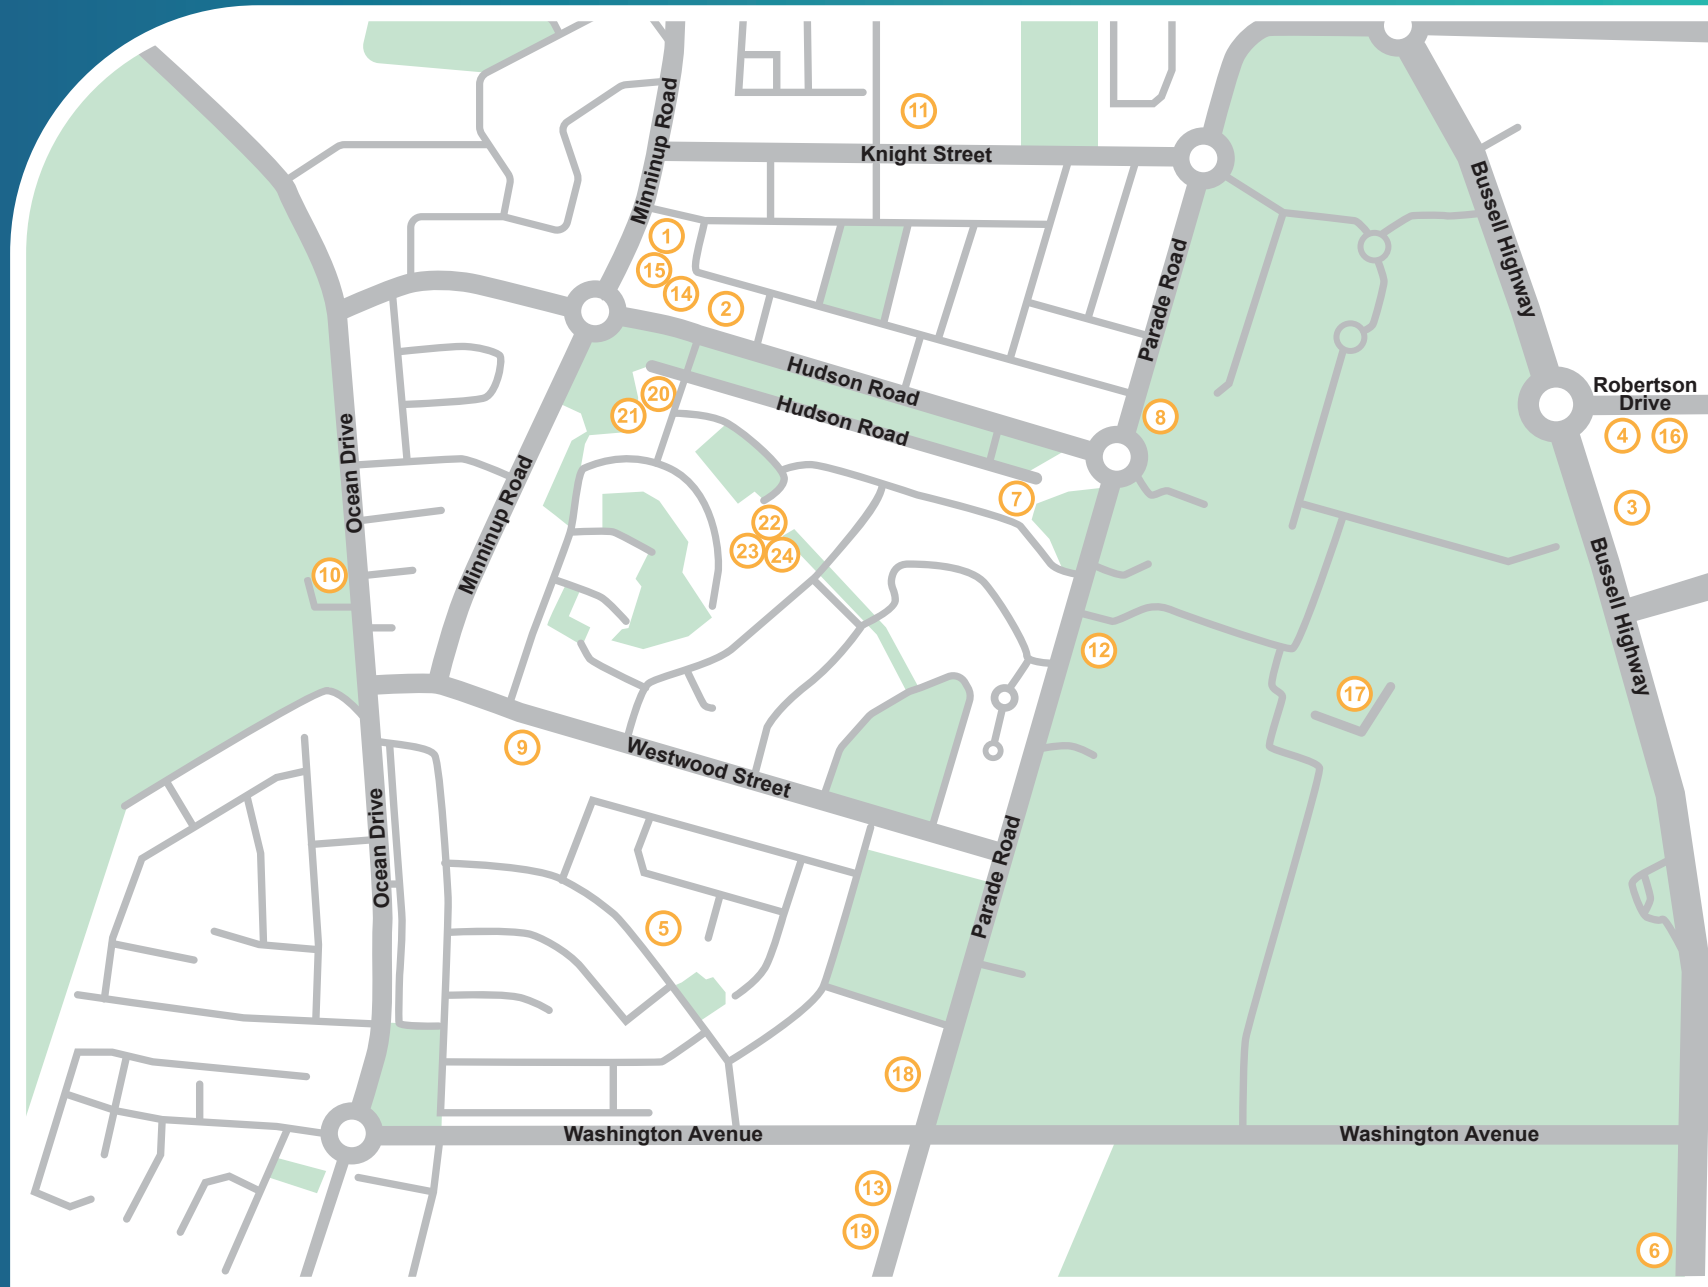 11
Knight Street
Minninup Road
Bussell Highway
1
15
14
2
Parade Road
Hudson Road
Hudson Road
20
21
8
Robertson
Drive
4
16
Ocean Drive
Minninup Road
7
3
22
23
24
10
Bussell Highway
12
17
9
Westwood Street
Ocean Drive
Parade Road
5
18
Washington Avenue
Washington Avenue
13
19
6